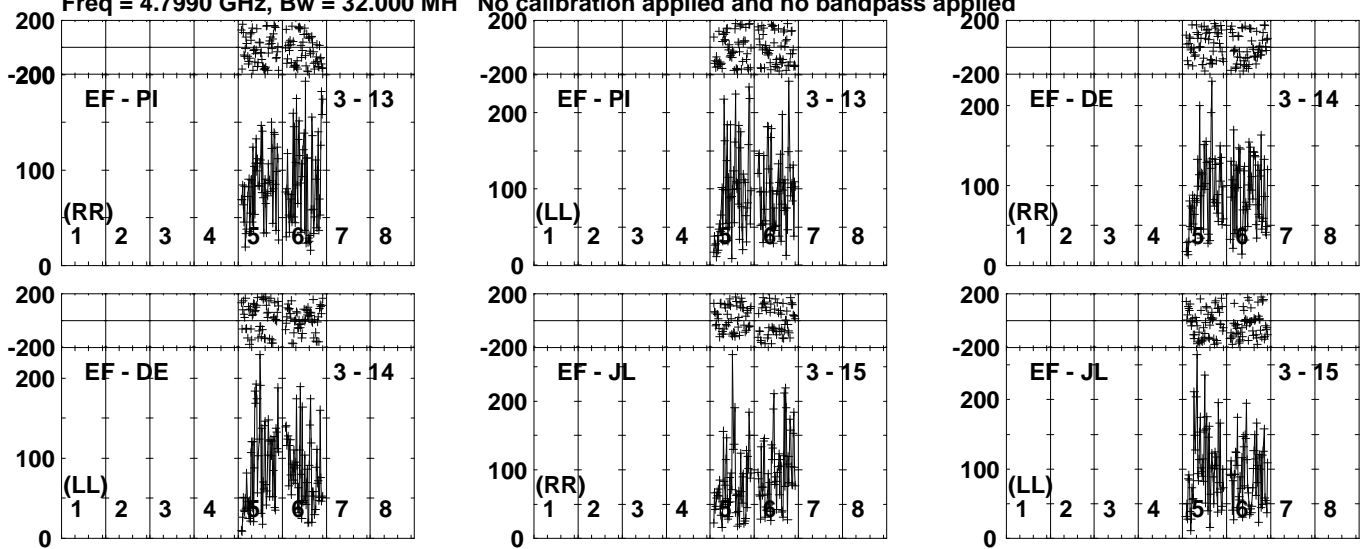 Freq = 4.7990 GHz, Bw = 32.000 MH No calibration applied and no bandpass applied
200
-200
EF - PI 3 - 13
100
(RR)
1 2 3 4 5 6 7 8
0
200
-200
EF - PI 3 - 13
200
100
(LL)
1 2 3 4 5 6 7 8
0
200
-200
EF - DE 3 - 14
200
100
(RR)
1 2 3 4 5 6 7 8
0
200
-200
EF - DE 3 - 14
200
100
(LL)
1 2 3 4 5 6 7 8
0
200
-200
EF - JL 3 - 15
200
100
(RR)
1 2 3 4 5 6 7 8
0
200
-200
EF - JL 3 - 15
200
100
(LL)
1 2 3 4 5 6 7 8
0